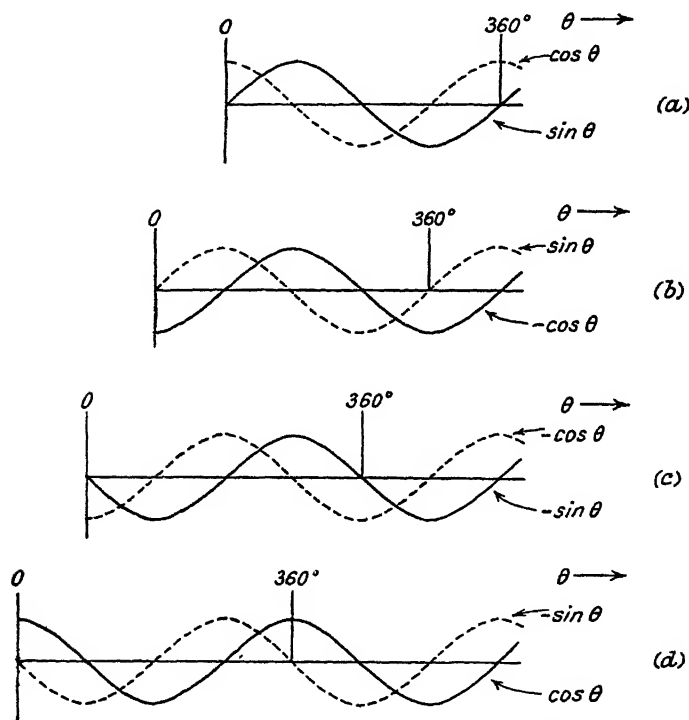 0 360° θ →
cos θ
(a)
sin θ
0 360° θ →
sin θ
(b)
-cos θ
0 360° θ →
-cos θ
(c)
-sin θ
0 360° θ →
-sin θ
(d)
cos θ